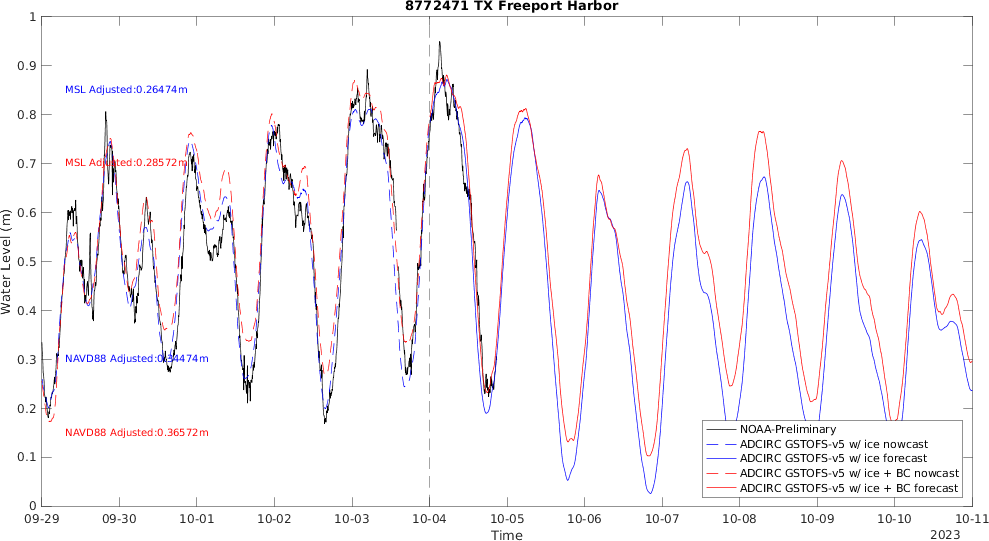 8772471 TX Freeport Harbor
1
0.9
0.8
0.7
0.6
0.5
0.4
0.3
0.2
0.1
0
Water Level (m)
MSL Adjusted:0.26474m
MSL Adjusted:0.28572m
NAVD88 Adjusted:0.34474m
NAVD88 Adjusted:0.36572m
NOAA-Preliminary
ADCIRC GSTOFS-v5 w/ ice nowcast
ADCIRC GSTOFS-v5 w/ ice forecast
ADCIRC GSTOFS-v5 w/ ice + BC nowcast
ADCIRC GSTOFS-v5 w/ ice + BC forecast
09-29 09-30 10-01 10-02 10-03 10-04 10-05 10-06 10-07 10-08 10-09 10-10 10-11
Time
2023